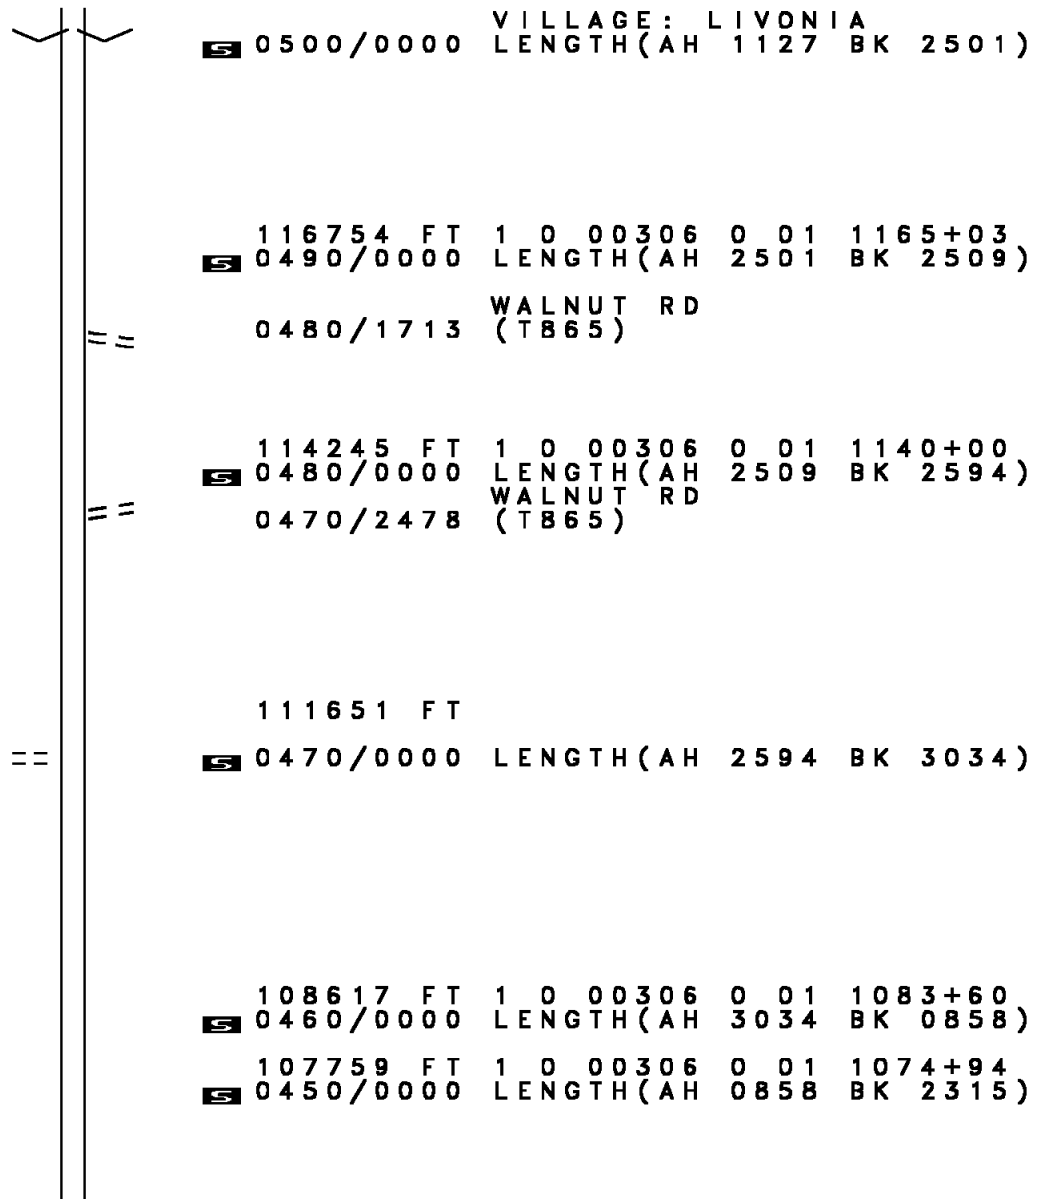 VILLAGE: LIVONIA
S 0500/0000 LENGTH(AH 1127 BK 2501)
116754 FT 1 0 00306 0 01 1165+03
S 0490/0000 LENGTH(AH 2501 BK 2509)
WALNUT RD
0480/1713 (T865)
114245 FT 1 0 00306 0 01 1140+00
S 0480/0000 LENGTH(AH 2509 BK 2594)
WALNUT RD
0470/2478 (T865)
111651 FT
S 0470/0000 LENGTH(AH 2594 BK 3034)
108617 FT 1 0 00306 0 01 1083+60
S 0460/0000 LENGTH(AH 3034 BK 0858)
107759 FT 1 0 00306 0 01 1074+94
S 0450/0000 LENGTH(AH 0858 BK 2315)